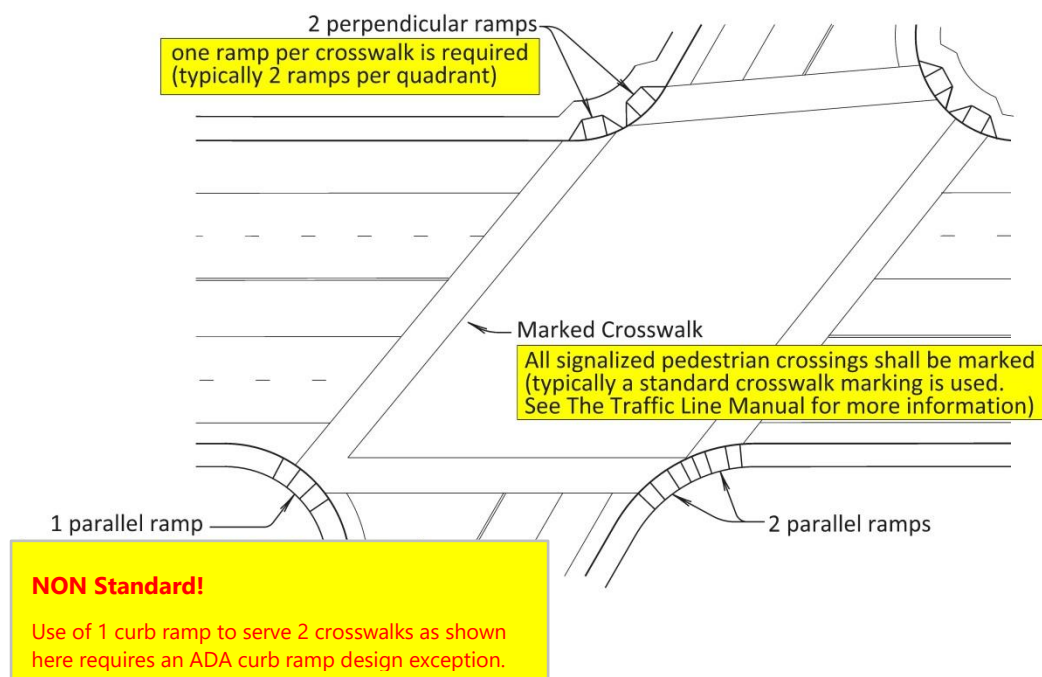 2 perpendicular ramps
one ramp per crosswalk is required
(typically 2 ramps per quadrant)
Marked Crosswalk
All signalized pedestrian crossings shall be marked
(typically a standard crosswalk marking is used.
See The Traffic Line Manual for more information)
1 parallel ramp
2 parallel ramps
NON Standard!
Use of 1 curb ramp to serve 2 crosswalks as shown
here requires an ADA curb ramp design exception.